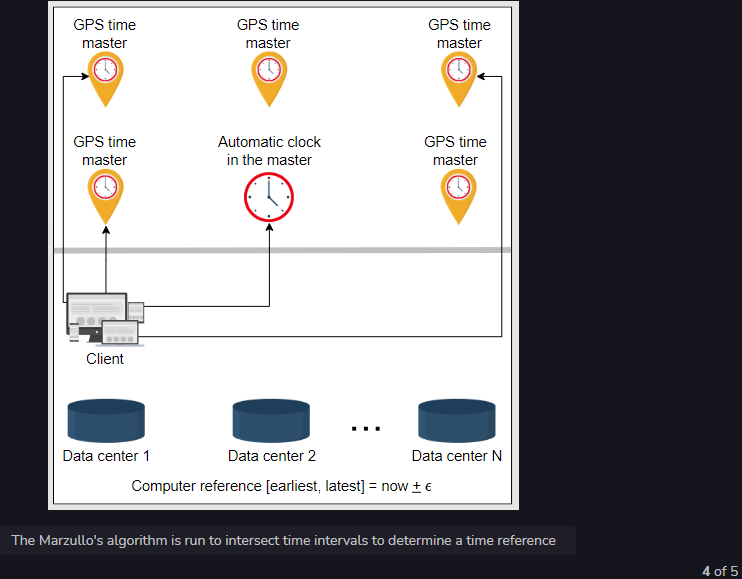 GPS time
master
GPS time
master
GPS time
master
GPS time
master
Automatic clock
in the master
GPS time
master
Client
Data center 1
Data center 2
...
Data center N
Computer reference [earliest, latest] = now ± ϵ
The Marzullo's algorithm is run to intersect time intervals to determine a time reference
4 of 5